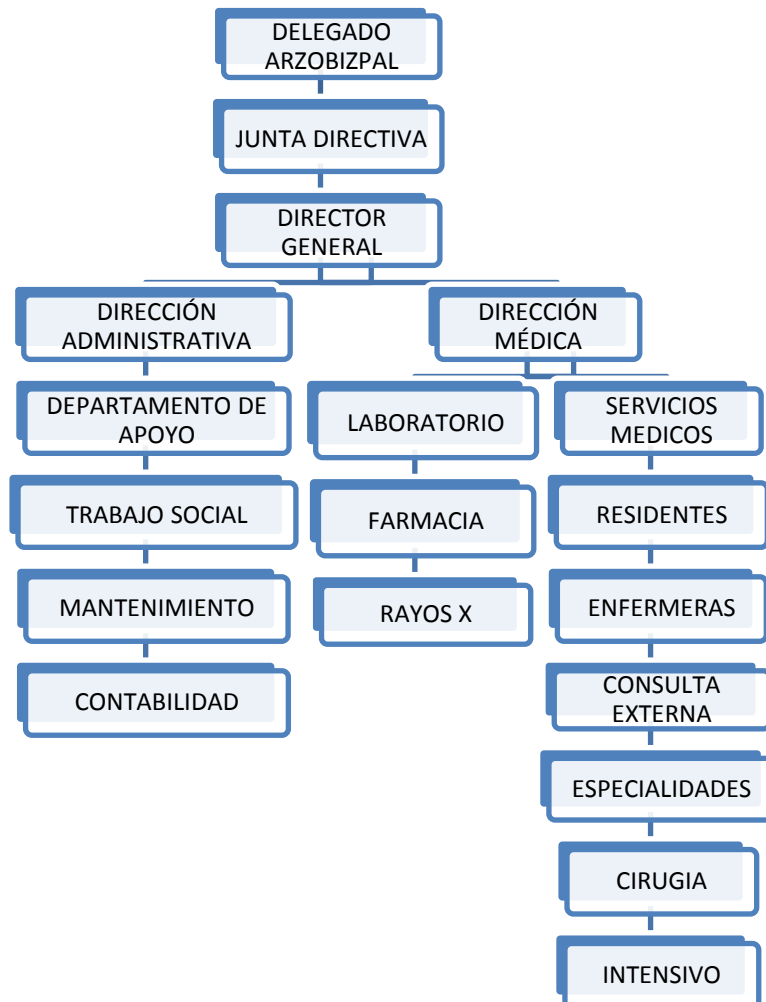 DELEGADO
ARZOBIZPAL
JUNTA DIRECTIVA
DIRECTOR
GENERAL
DIRECCIÓN
ADMINISTRATIVA
DIRECCIÓN
MÉDICA
DEPARTAMENTO DE
APOYO
LABORATORIO
SERVICIOS
MEDICOS
TRABAJO SOCIAL
FARMACIA
RESIDENTES
MANTENIMIENTO
RAYOS X
ENFERMERAS
CONTABILIDAD
CONSULTA
EXTERNA
ESPECIALIDADES
CIRUGIA
INTENSIVO